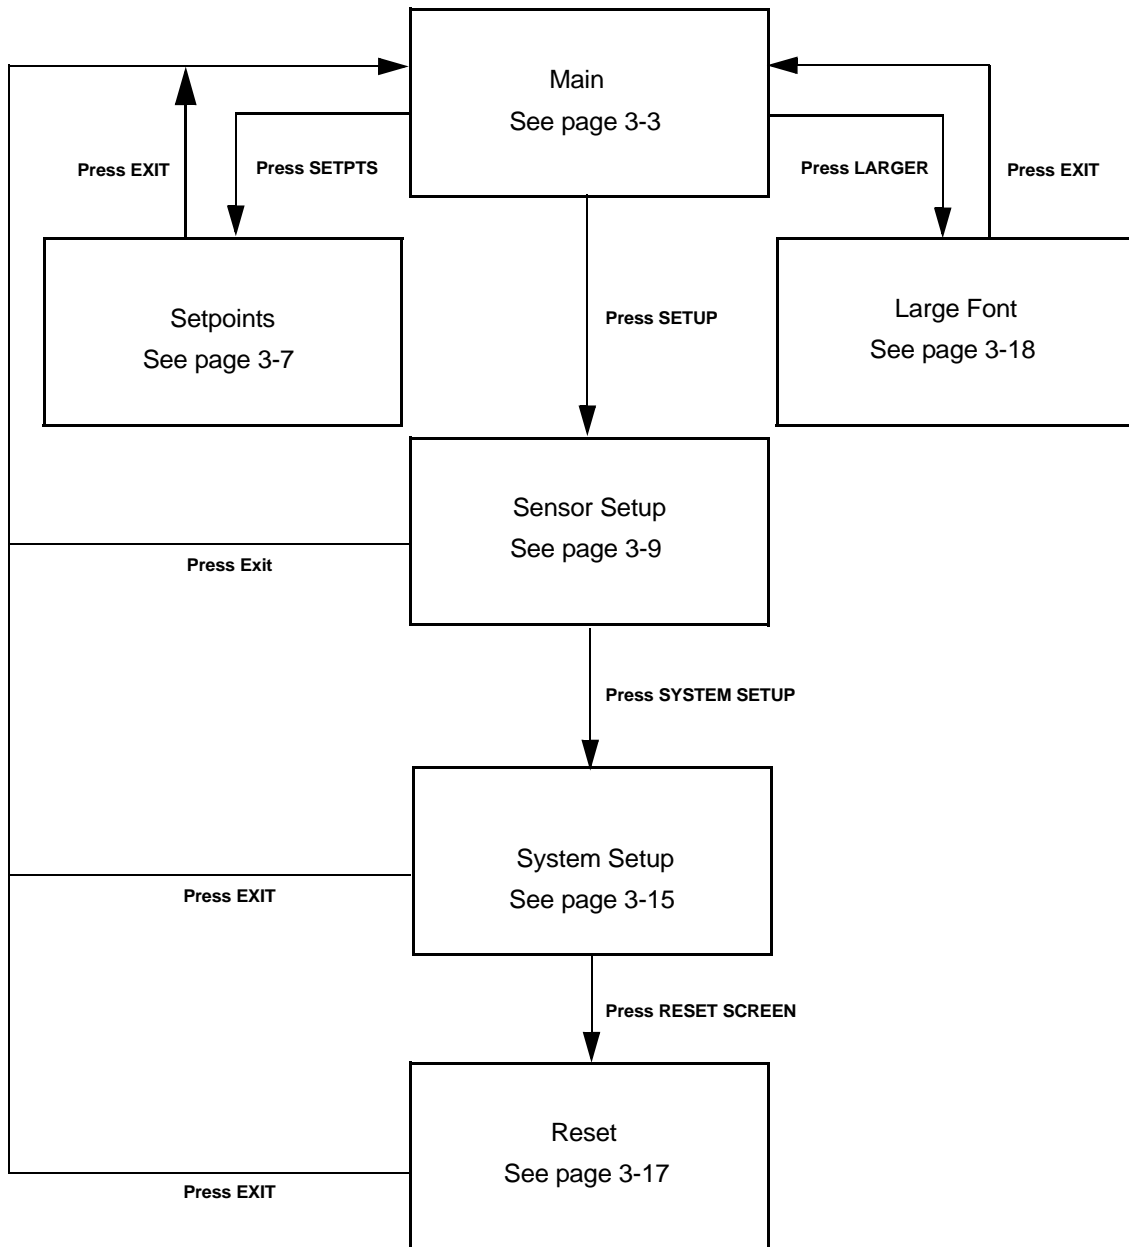 Main
See page 3-3
Press EXIT
Press SETPTS
Press LARGER
Press EXIT
Setpoints
See page 3-7
Press SETUP
Large Font
See page 3-18
Sensor Setup
See page 3-9
Press Exit
Press SYSTEM SETUP
System Setup
See page 3-15
Press EXIT
Press RESET SCREEN
Reset
See page 3-17
Press EXIT